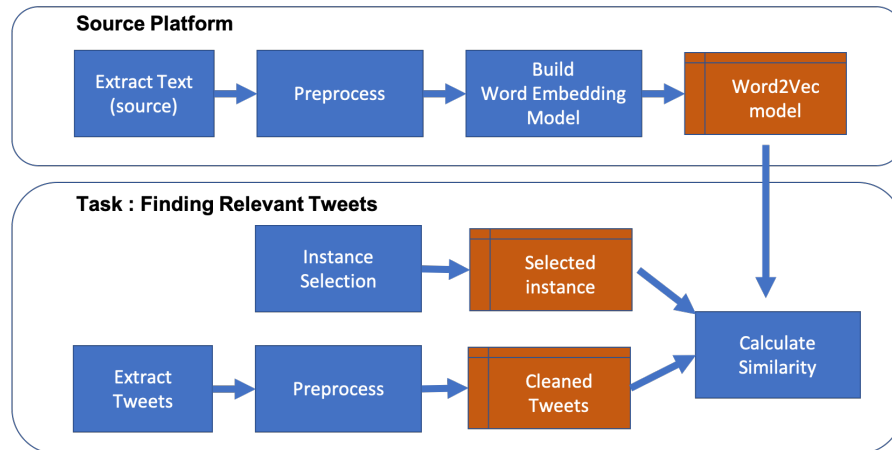 Source Platform
Extract Text
(source)
Preprocess
Build
Word Embedding
Model
Word2Vec
model
Task : Finding Relevant Tweets
Instance
Selection
Selected
instance
Extract
Tweets
Preprocess
Cleaned
Tweets
Calculate
Similarity